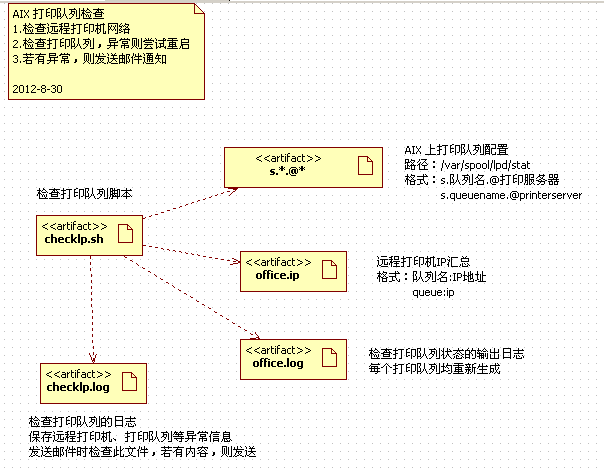 AIX 打印队列检查
1.检查远程打印机网络
2.检查打印队列，异常则尝试重启
3.若有异常，则发送邮件通知
2012-8-30
<<artifact>>
s.*.@*
AIX 上打印队列配置
路径：/var/spool/lpd/stat
格式：s.队列名.@打印服务器
s.queuename.@printerserver
检查打印队列脚本
<<artifact>>
checklp.sh
<<artifact>>
office.ip
远程打印机IP汇总
格式：队列名:IP地址
queue:ip
<<artifact>>
office.log
检查打印队列状态的输出日志
每个打印队列均重新生成
<<artifact>>
checklp.log
检查打印队列的日志
保存远程打印机、打印队列等异常信息
发送邮件时检查此文件，若有内容，则发送